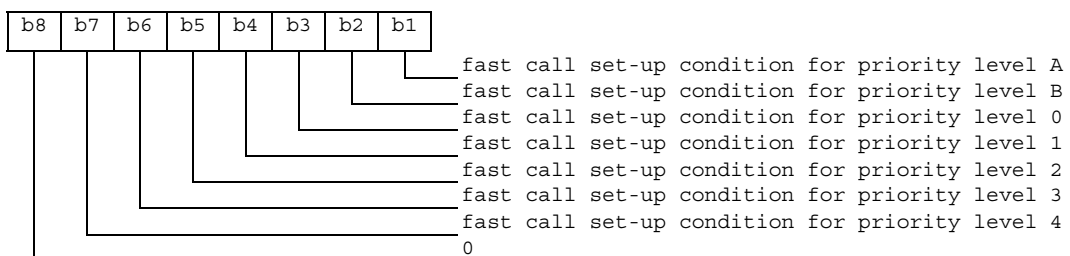 b8 b7 b6 b5 b4 b3 b2 b1
fast call set-up condition for priority level A
fast call set-up condition for priority level B
fast call set-up condition for priority level 0
fast call set-up condition for priority level 1
fast call set-up condition for priority level 2
fast call set-up condition for priority level 3
fast call set-up condition for priority level 4
0